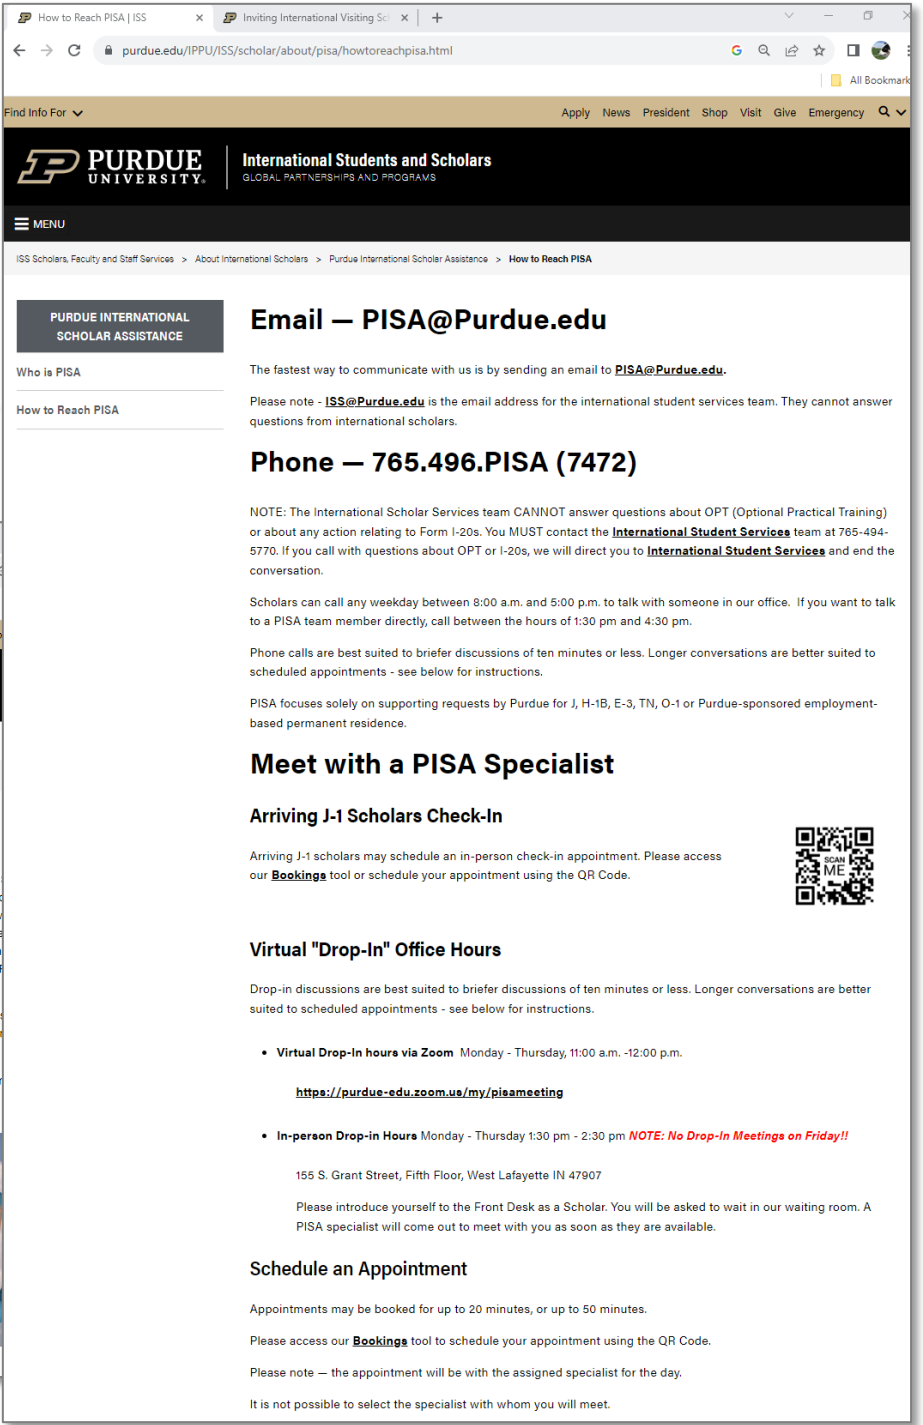 How to Reach PISA | ISS
Inviting International Visiting Sc
purdue.edu/IPPU/ISS/scholar/about/pisa/howtoreachpisa.html
All Bookmark
Find Info For
Apply News President Shop Visit Give Emergency
PURDUE UNIVERSITY®
International Students and Scholars
GLOBAL PARTNERSHIPS AND PROGRAMS
MENU
ISS Scholars, Faculty and Staff Services > About International Scholars > Purdue International Scholar Assistance > How to Reach PISA
PURDUE INTERNATIONAL
SCHOLAR ASSISTANCE
Who is PISA
How to Reach PISA
Email — PISA@Purdue.edu
The fastest way to communicate with us is by sending an email to PISA@Purdue.edu.
Please note - ISS@Purdue.edu is the email address for the international student services team. They cannot answer
questions from international scholars.
Phone — 765.496.PISA (7472)
NOTE: The International Scholar Services team CANNOT answer questions about OPT (Optional Practical Training)
or about any action relating to Form I-20s. You MUST contact the International Student Services team at 765-494-
5770. If you call with questions about OPT or I-20s, we will direct you to International Student Services and end the
conversation.
Scholars can call any weekday between 8:00 a.m. and 5:00 p.m. to talk with someone in our office. If you want to talk
to a PISA team member directly, call between the hours of 1:30 pm and 4:30 pm.
Phone calls are best suited to briefer discussions of ten minutes or less. Longer conversations are better suited to
scheduled appointments - see below for instructions.
PISA focuses solely on supporting requests by Purdue for J, H-1B, E-3, TN, O-1 or Purdue-sponsored employment-
based permanent residence.
Meet with a PISA Specialist
Arriving J-1 Scholars Check-In
Arriving J-1 scholars may schedule an in-person check-in appointment. Please access
our Bookings tool or schedule your appointment using the QR Code.
SCAN
ME
Virtual "Drop-In" Office Hours
Drop-in discussions are best suited to briefer discussions of ten minutes or less. Longer conversations are better
suited to scheduled appointments - see below for instructions.
• Virtual Drop-In hours via Zoom Monday - Thursday, 11:00 a.m. -12:00 p.m.
https://purdue-edu.zoom.us/my/pisameeting
• In-person Drop-in Hours Monday - Thursday 1:30 pm - 2:30 pm NOTE: No Drop-In Meetings on Friday!!
155 S. Grant Street, Fifth Floor, West Lafayette IN 47907
Please introduce yourself to the Front Desk as a Scholar. You will be asked to wait in our waiting room. A
PISA specialist will come out to meet with you as soon as they are available.
Schedule an Appointment
Appointments may be booked for up to 20 minutes, or up to 50 minutes.
Please access our Bookings tool to schedule your appointment using the QR Code.
Please note — the appointment will be with the assigned specialist for the day.
It is not possible to select the specialist with whom you will meet.